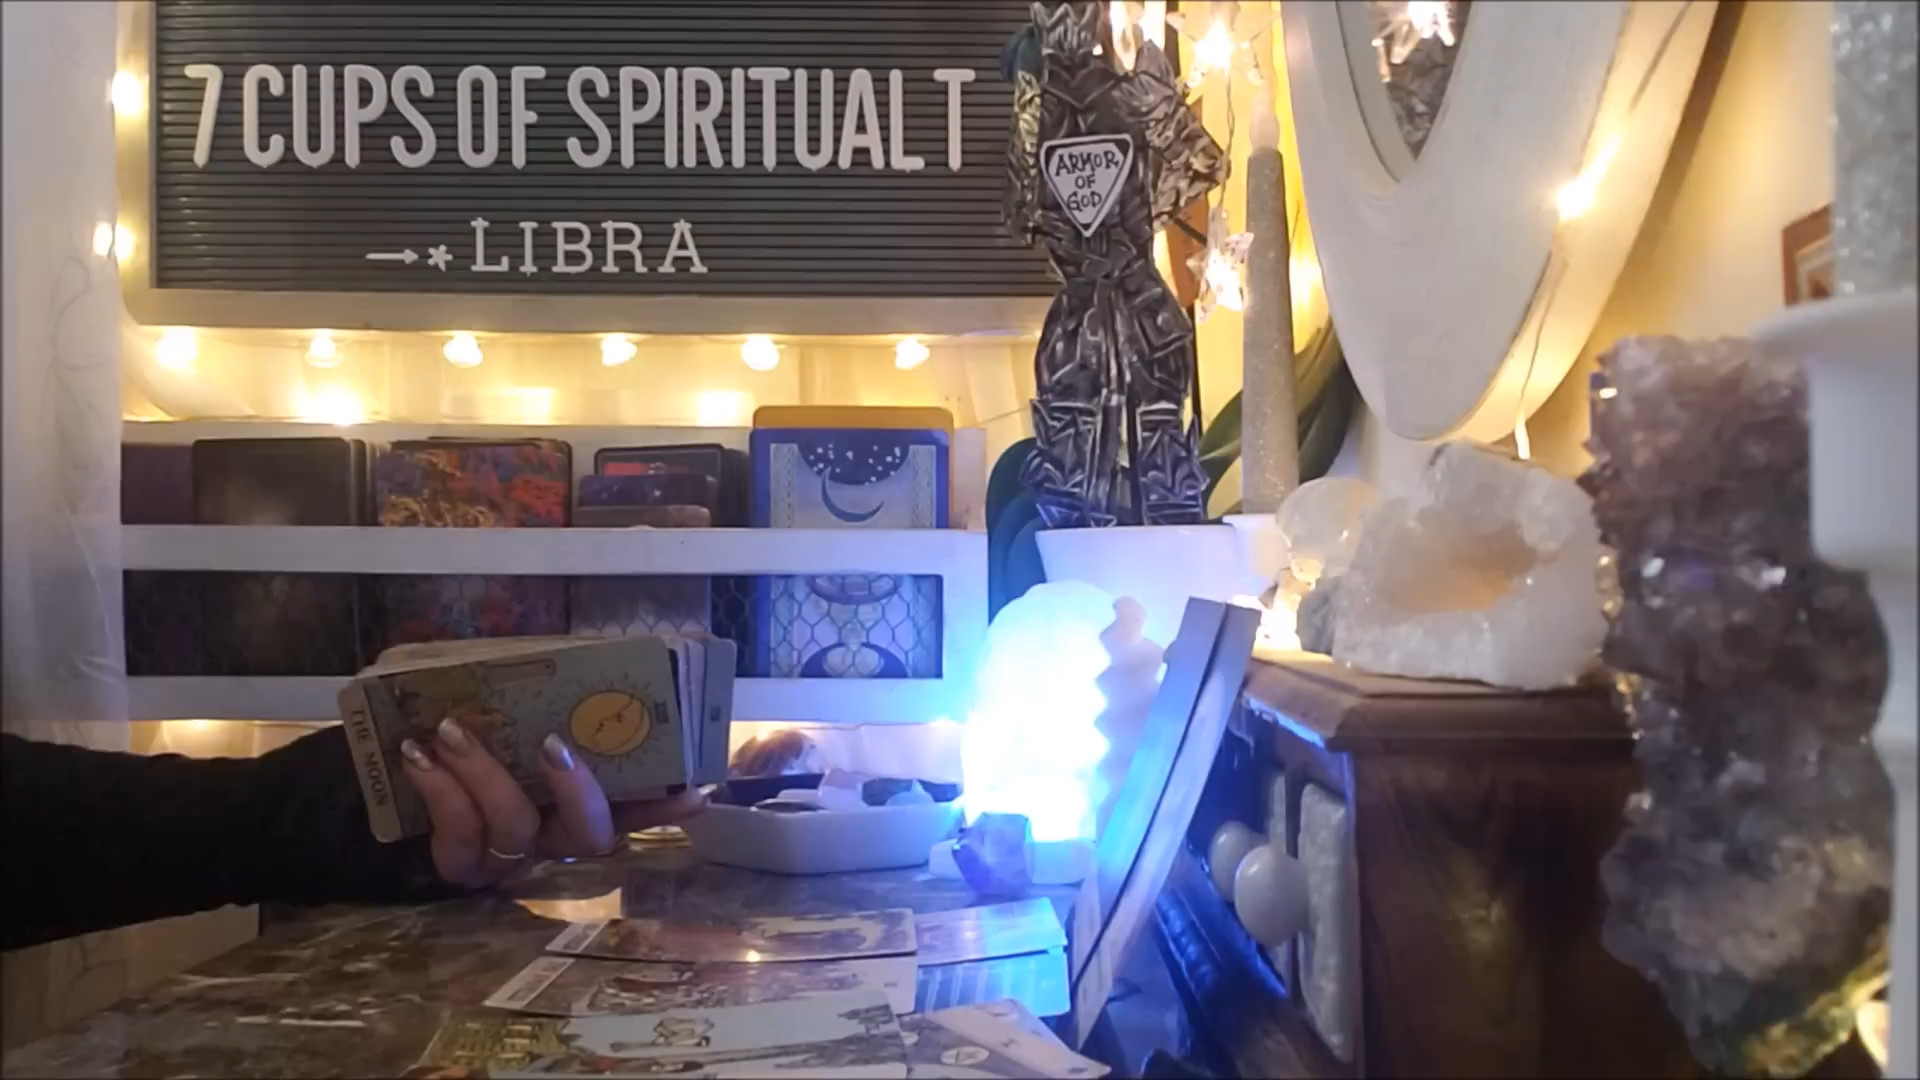 7 CUPS OF SPIRITUAL T
→*LIBRA
ARMOR
OF
GOD
THE MOON